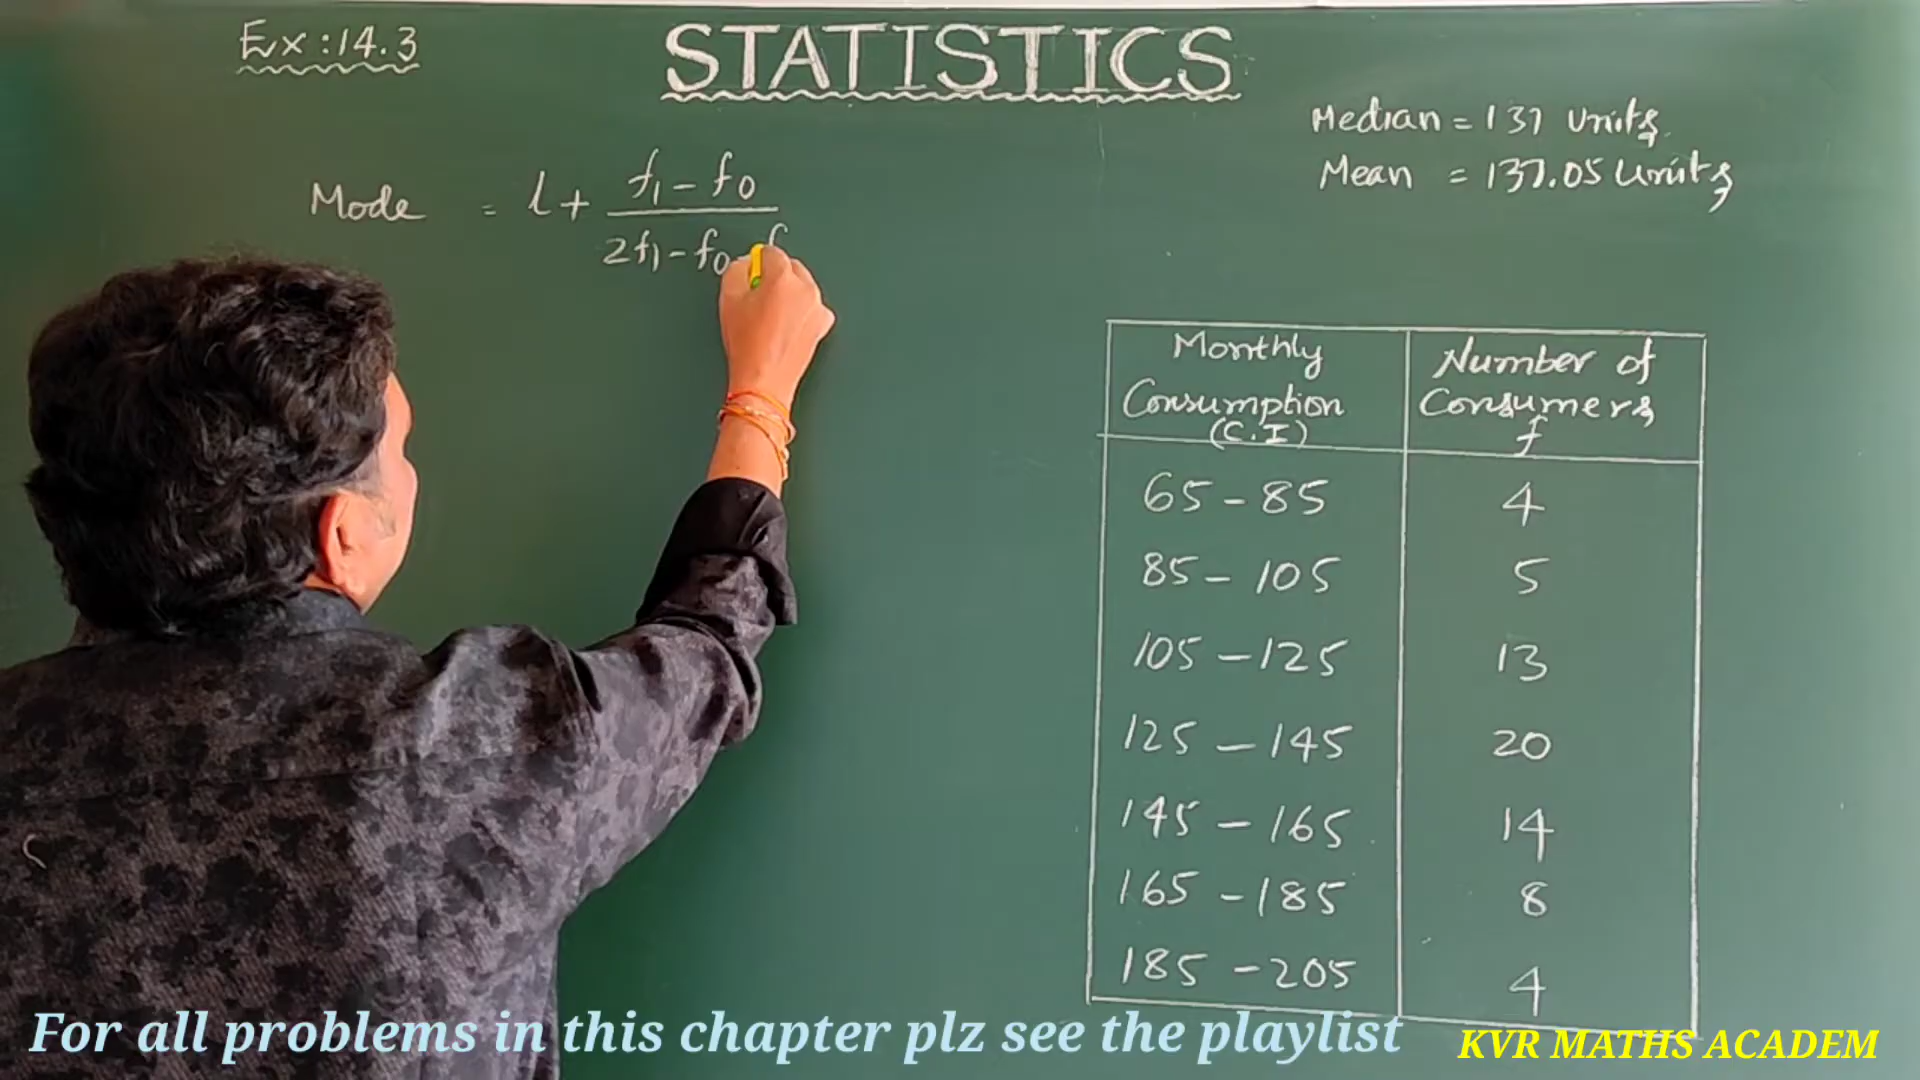 Ex:14.3
STATISTICS
Median = 137 Units
Mean = 137.05 Units
Mode = l + f1 - f0
2f1 - f0 - f
Monthly Consumption (C.I) Number of Consumers f
65 - 85 4
85 - 105 5
105 - 125 13
125 - 145 20
145 - 165 14
165 - 185 8
185 - 205 4
For all problems in this chapter plz see the playlist
KVR MATHS ACADEM